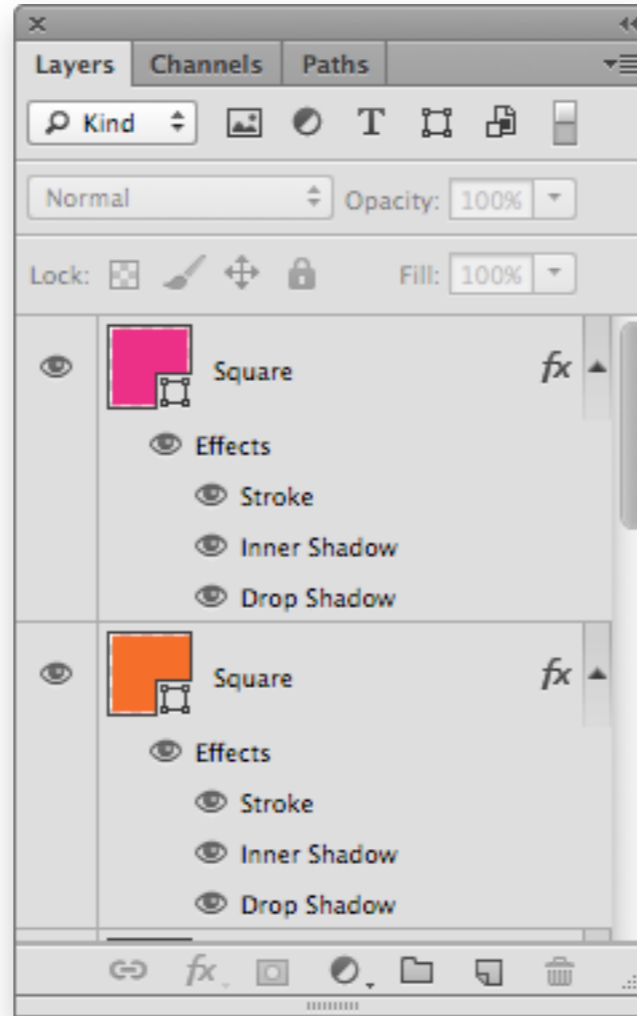 Layers Channels Paths
Kind T
Normal Opacity: 100%
Lock: Fill: 100%
Square fx
Effects
Stroke
Inner Shadow
Drop Shadow
Square fx
Effects
Stroke
Inner Shadow
Drop Shadow
fx